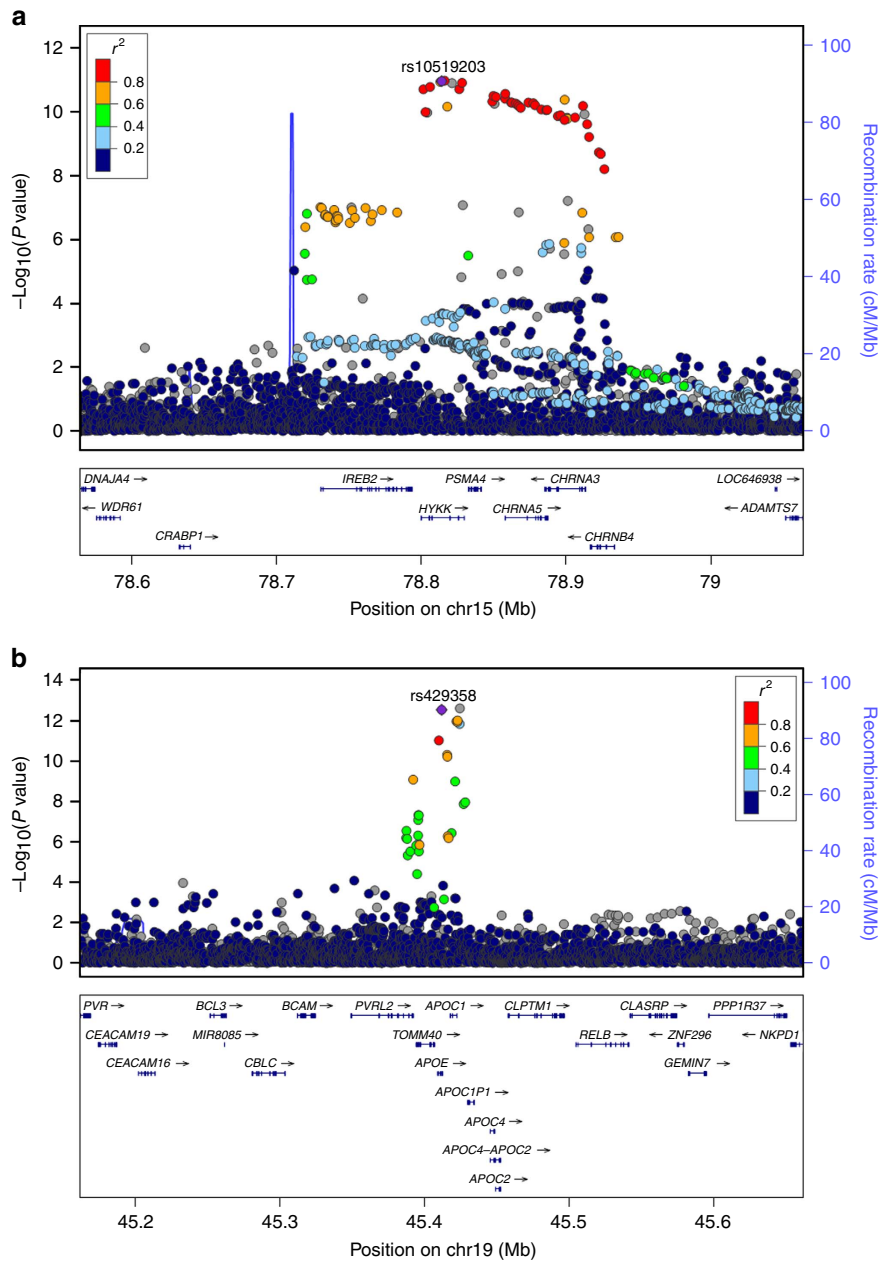 a
r²
0.8
0.6
0.4
0.2
rs10519203
12
10
8
6
4
2
0
−Log10(P value)
100
80
60
40
20
0
Recombination rate (cM/Mb)
DNAJA4 →
IREB2 →
PSMA4 →
← CHRNA3
LOC646938 →
← WDR61
HYKK →
CHRNA5 →
← ADAMTS7
CRABP1 →
← CHRNB4
78.6
78.7
78.8
78.9
79
Position on chr15 (Mb)
b
rs429358
r²
0.8
0.6
0.4
0.2
14
12
10
8
6
4
2
0
−Log10(P value)
100
80
60
40
20
0
Recombination rate (cM/Mb)
PVR →
BCL3 →
BCAM →
PVRL2 →
APOC1 →
CLPTM1 →
CLASRP →
PPP1R37 →
CEACAM19 →
MIR8085 →
TOMM40 →
RELB →
← ZNF296
← NKPD1
CEACAM16 →
CBLC →
APOE →
GEMIN7 →
APOC1P1 →
APOC4 →
APOC4–APOC2 →
APOC2 →
45.2
45.3
45.4
45.5
45.6
Position on chr19 (Mb)